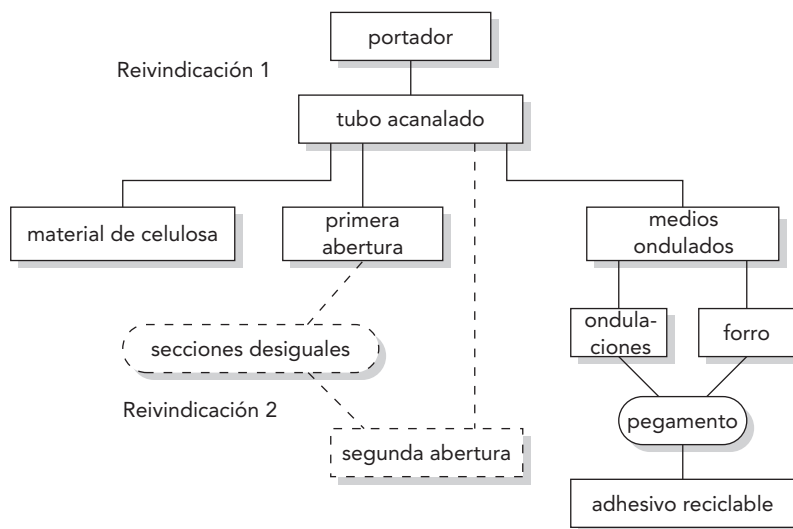 portador
Reivindicación 1
tubo acanalado
material de celulosa
primera
abertura
medios
ondulados
ondula-
ciones
forro
secciones desiguales
Reivindicación 2
pegamento
segunda abertura
adhesivo reciclable